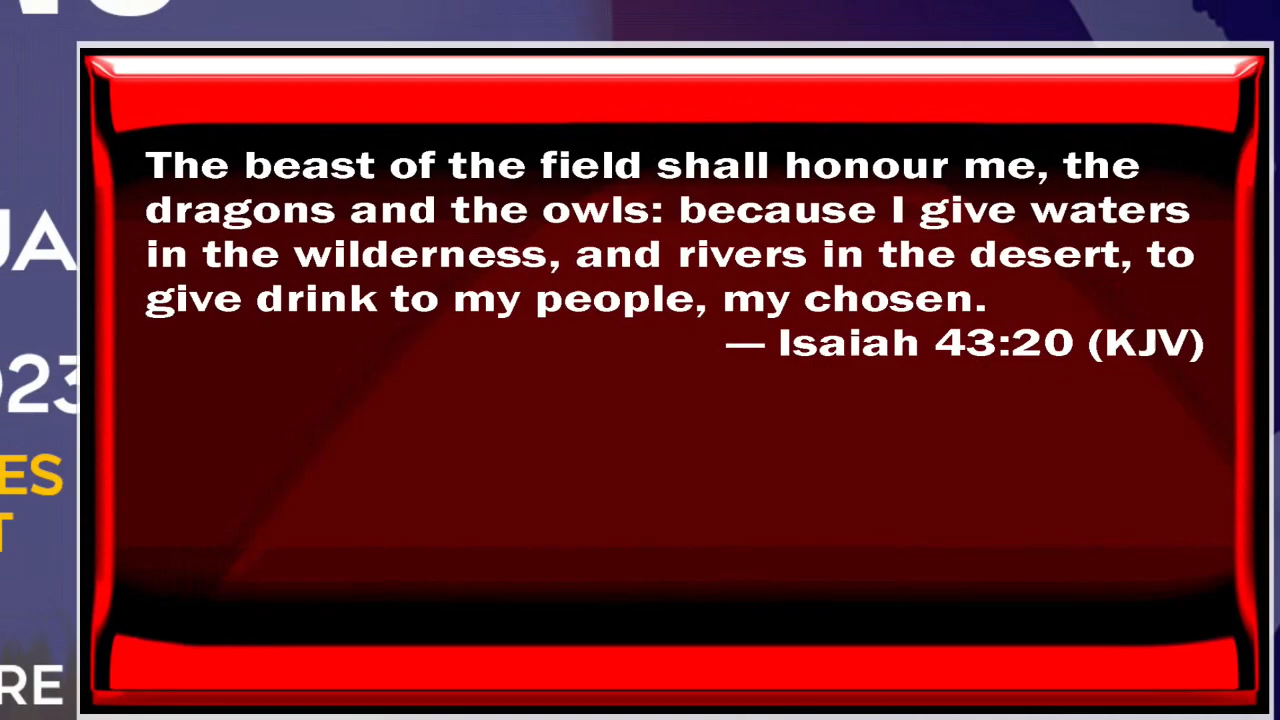 The beast of the field shall honour me, the
dragons and the owls: because I give waters
in the wilderness, and rivers in the desert, to
give drink to my people, my chosen.
— Isaiah 43:20 (KJV)